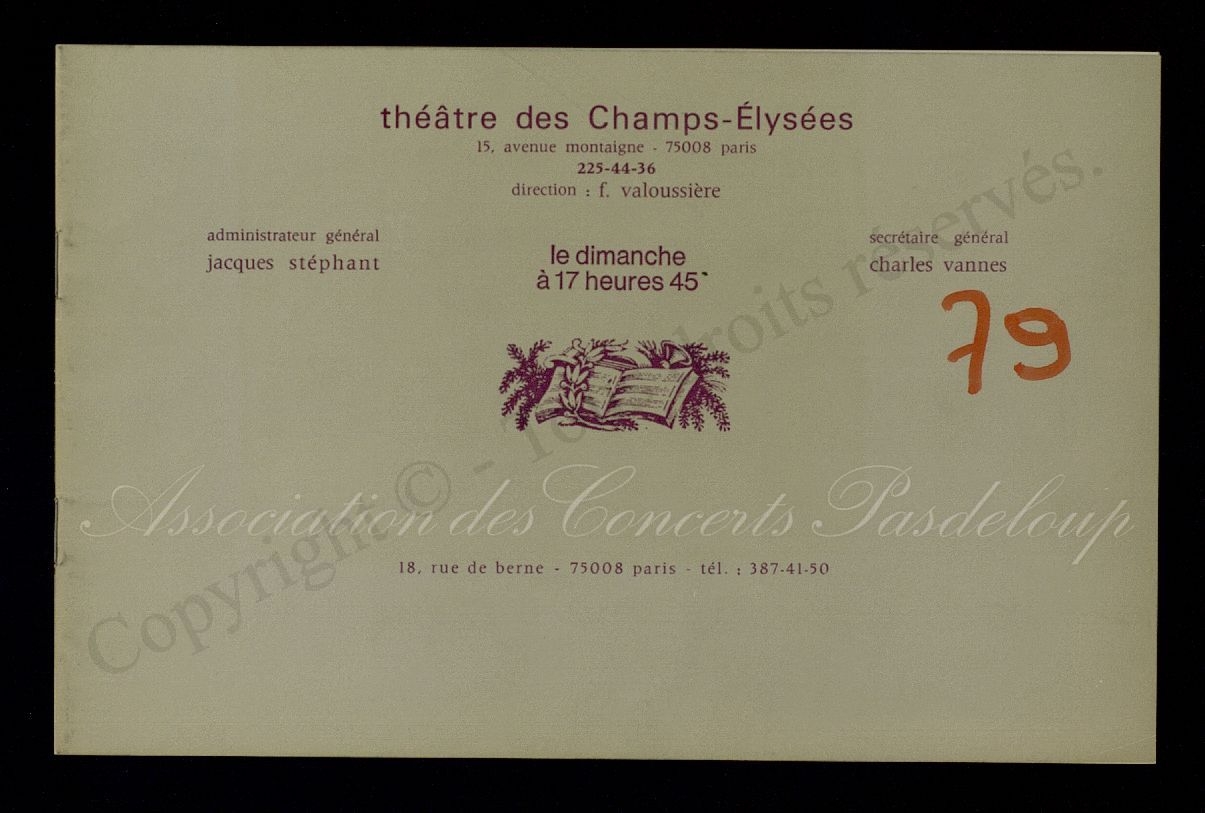 théâtre des Champs-Élysées
15, avenue montaigne - 75008 paris
225-44-36
direction : f. valoussière
administrateur général
jacques stéphant
le dimanche
à 17 heures 45
secrétaire général
charles vannes
79
Association des Concerts Pasdeloup
18, rue de berne - 75008 paris - tél. : 387-41-50
Copyright © - Tous droits réservés.